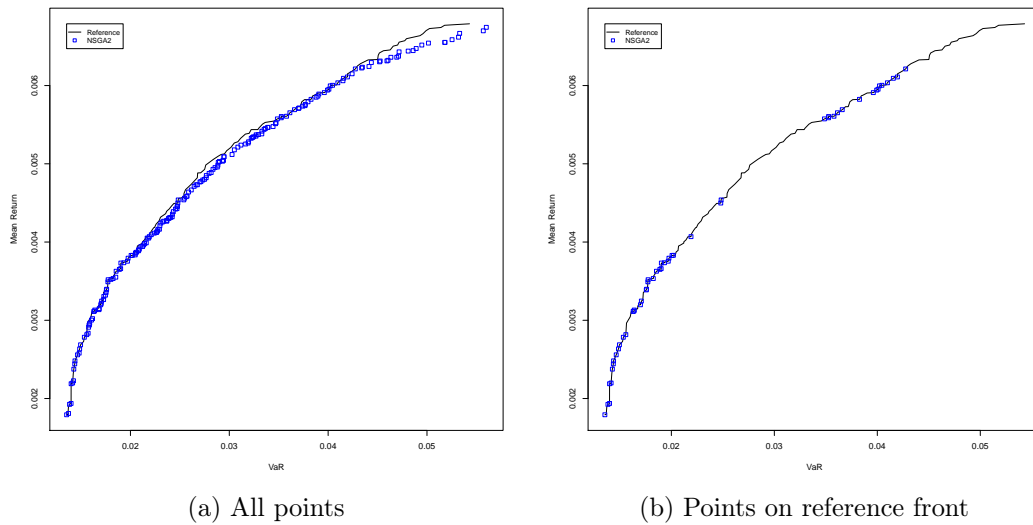 Reference
NSGA2
Mean Return
0.006
0.005
0.004
0.003
0.002
0.02
0.03
0.04
0.05
VaR
(a) All points
Reference
NSGA2
Mean Return
0.006
0.005
0.004
0.003
0.002
0.02
0.03
0.04
0.05
VaR
(b) Points on reference front